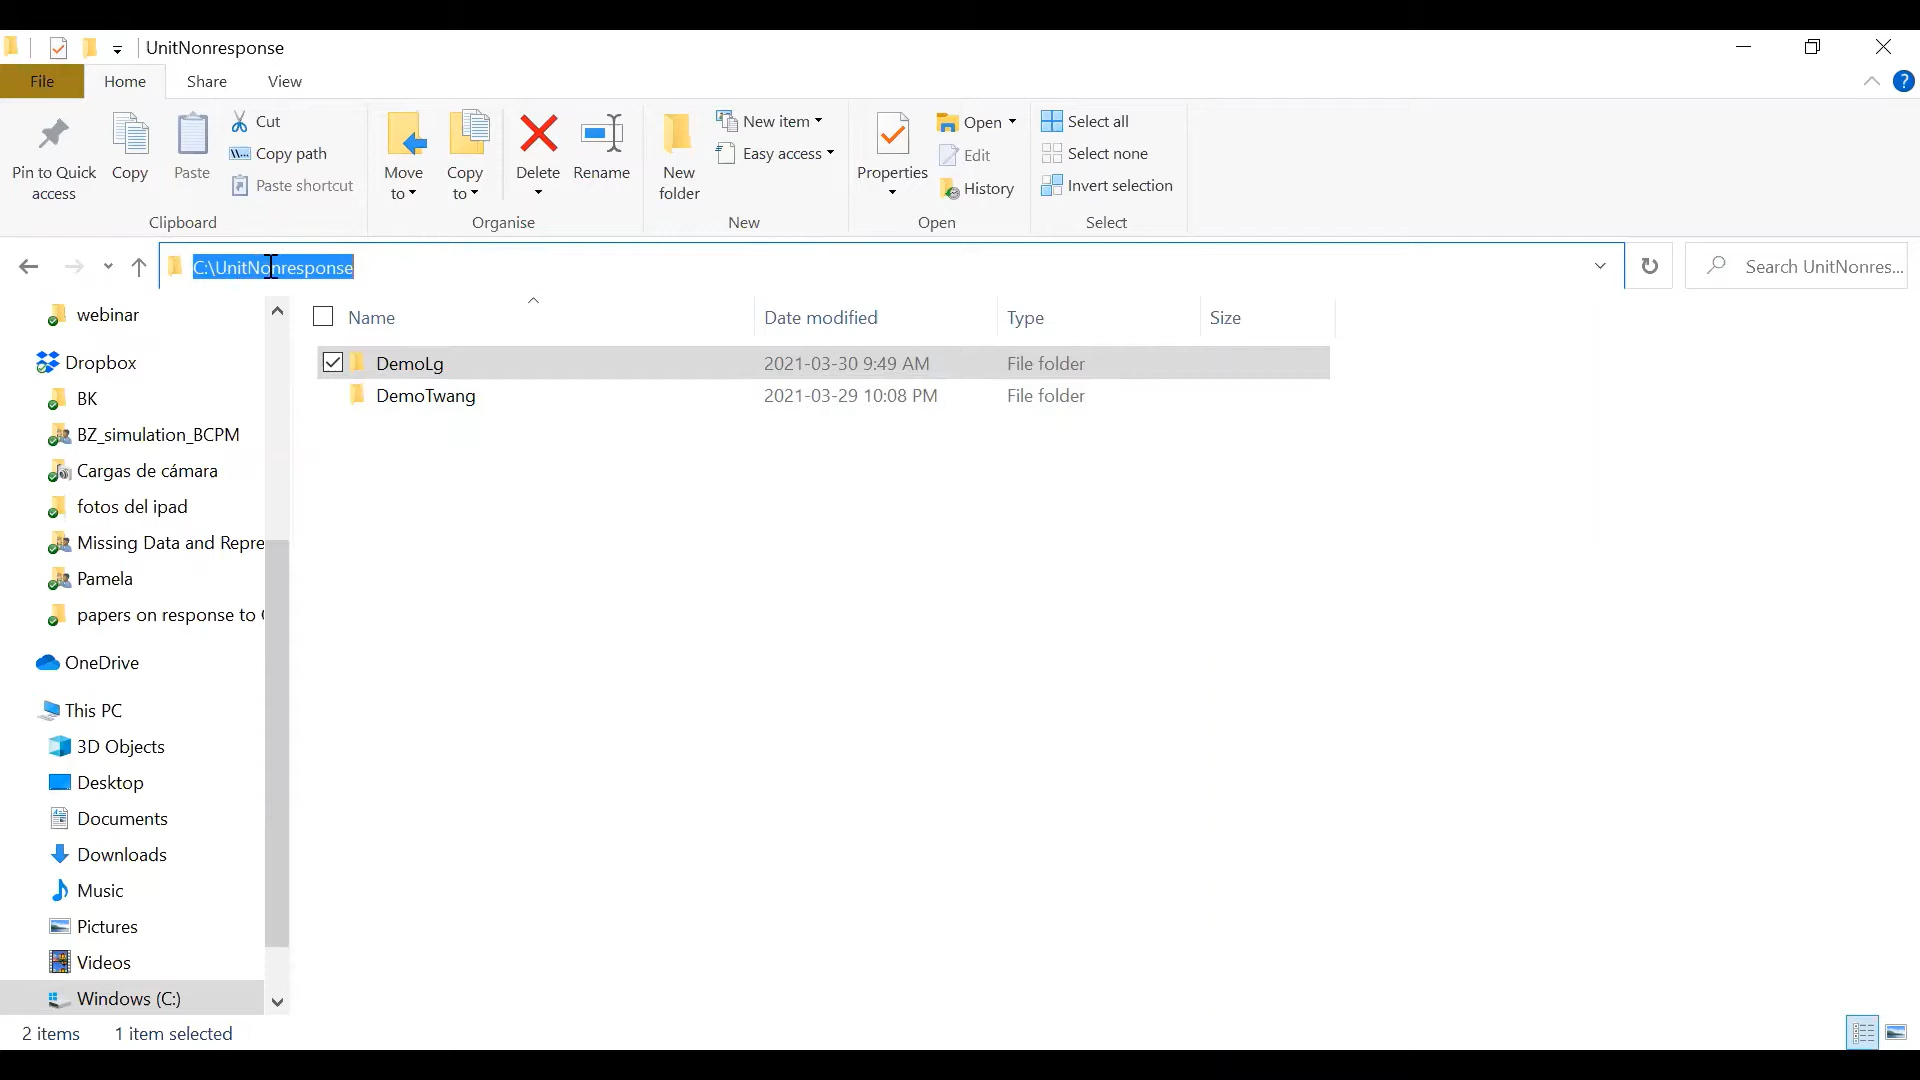 UnitNonresponse
File
Home
Share
View
?
Pin to Quick
access
Copy
Paste
Cut
Copy path
Paste shortcut
Clipboard
Move
to
Copy
to
Delete
Rename
Organise
New
folder
New item
Easy access
New
Properties
Open
Edit
History
Open
Select all
Select none
Invert selection
Select
C:\UnitNonresponse
Search UnitNonres...
Name
Date modified
Type
Size
DemoLg
2021-03-30 9:49 AM
File folder
DemoTwang
2021-03-29 10:08 PM
File folder
webinar
Dropbox
BK
BZ_simulation_BCPM
Cargas de cámara
fotos del ipad
Missing Data and Repre
Pamela
papers on response to
OneDrive
This PC
3D Objects
Desktop
Documents
Downloads
Music
Pictures
Videos
Windows (C:)
2 items
1 item selected